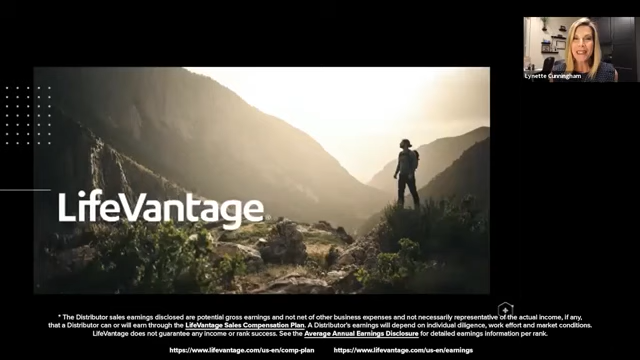 Lynette Cunningham
LifeVantage
* The Distributor sales earnings disclosed are potential gross earnings and not net of other business expenses and not necessarily representative of the actual income, if any,
that a Distributor can or will earn through the LifeVantage Sales Compensation Plan. A Distributor's earnings will depend on individual diligence, work effort and market conditions.
LifeVantage does not guarantee any income or rank success. See the Average Annual Earnings Disclosure for detailed earnings information per rank.
https://www.lifevantage.com/us-en/comp-plan https://www.lifevantage.com/us-en/earnings